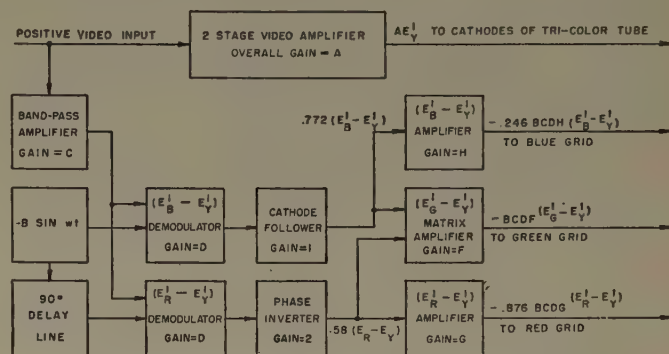 POSITIVE VIDEO INPUT
2 STAGE VIDEO AMPLIFIER
OVERALL GAIN = A
AE'Y TO CATHODES OF TRI-COLOR TUBE
BAND-PASS
AMPLIFIER
GAIN = C
.772 (E'B – E'Y)
(E'B – E'Y)
AMPLIFIER
GAIN=H
–.246 BCDH (E'B–E'Y)
TO BLUE GRID
-B SIN wt
(E'B – E'Y)
DEMODULATOR
GAIN=D
CATHODE
FOLLOWER
GAIN=1
(E'G – E'Y)
MATRIX
AMPLIFIER
GAIN=F
–BCDF (E'G–E'Y)
TO GREEN GRID
90° 
DELAY
LINE
(E'R – E'Y)
DEMODULATOR
GAIN=D
PHASE
INVERTER
GAIN=2
.58 (ER–EY)
(E'R – E'Y)
AMPLIFIER
GAIN=G
–.876 BCDG (E'R–E'Y)
TO RED GRID